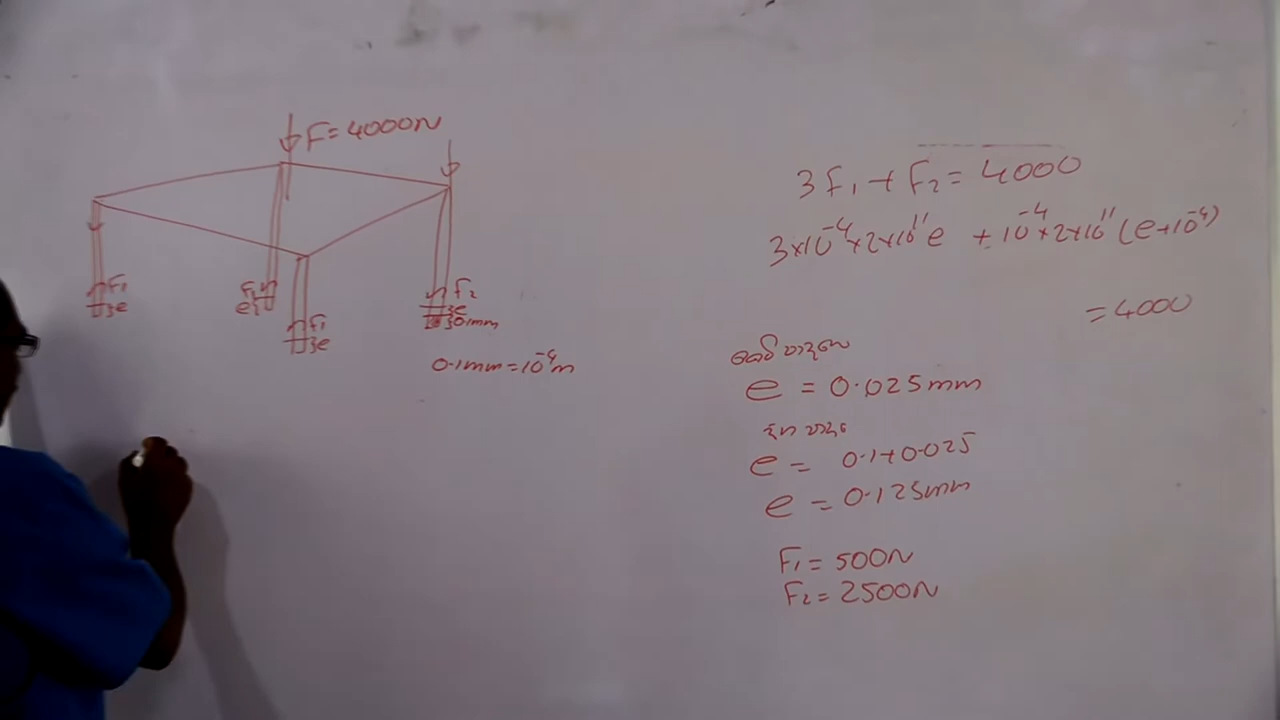 F=4000N
F₁
3e
F₁
e
F₁
3e
F₂
3e
0.1mm
0.1mm=10⁻⁴m
3F₁+F₂=4000
3×10⁻⁴×2×10¹¹e + 10⁻⁴×2×10¹¹(e+10⁻⁴)
=4000
e = 0.025mm
e = 0.1+0.025
e = 0.125mm
F₁ = 500N
F₂ = 2500N